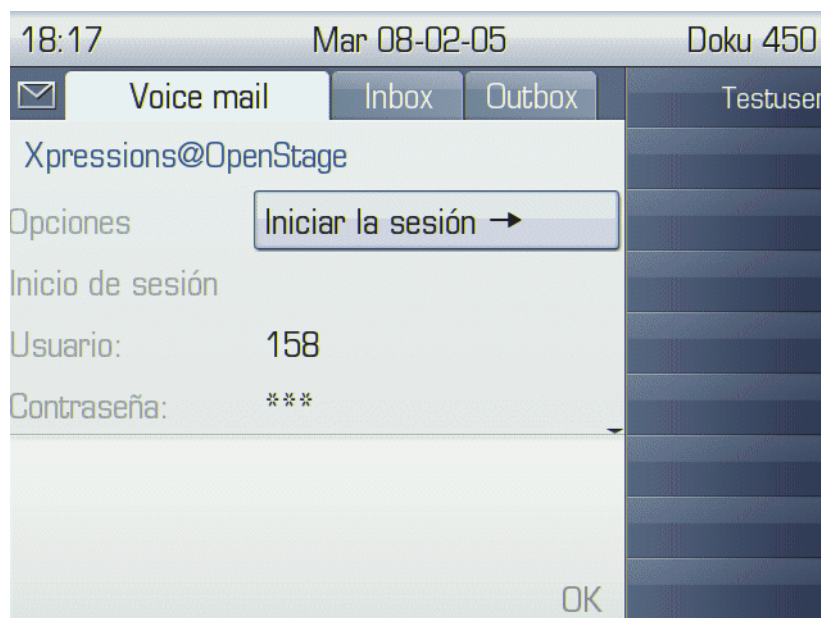 18:17 Mar 08-02-05 Doku 450
Voice mail Inbox Outbox Testuser
Xpressions@OpenStage
Opciones Iniciar la sesión →
Inicio de sesión
Usuario: 158
Contraseña: ***
OK